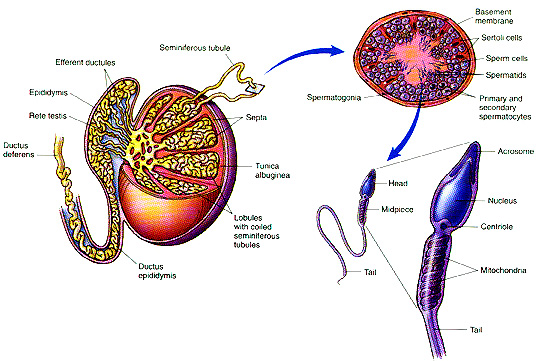 Seminiferous tubule
Efferent ductules
Epididymis
Rete testis
Ductus
deferens
Septa
Tunica
albuginea
Lobules
with coiled
seminiferous
tubules
Ductus
epididymis
Basement
membrane
Sertoli cells
Sperm cells
Spermatids
Spermatogonia
Primary and
secondary
spermatocytes
Head
Midpiece
Tail
Acrosome
Nucleus
Centriole
Mitochondria
Tail